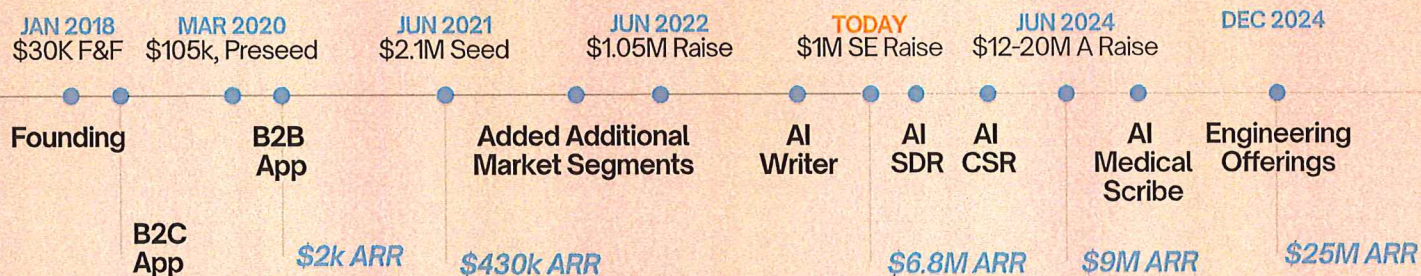 JAN 2018
$30K F&F
MAR 2020
$105k, Preseed
JUN 2021
$2.1M Seed
JUN 2022
$1.05M Raise
TODAY
$1M SE Raise
JUN 2024
$12-20M A Raise
DEC 2024
Founding
B2C
App
B2B
App
Added Additional
Market Segments
AI
Writer
AI
SDR
AI
CSR
AI
Medical
Scribe
Engineering
Offerings
$2k ARR
$430k ARR
$6.8M ARR
$9M ARR
$25M ARR